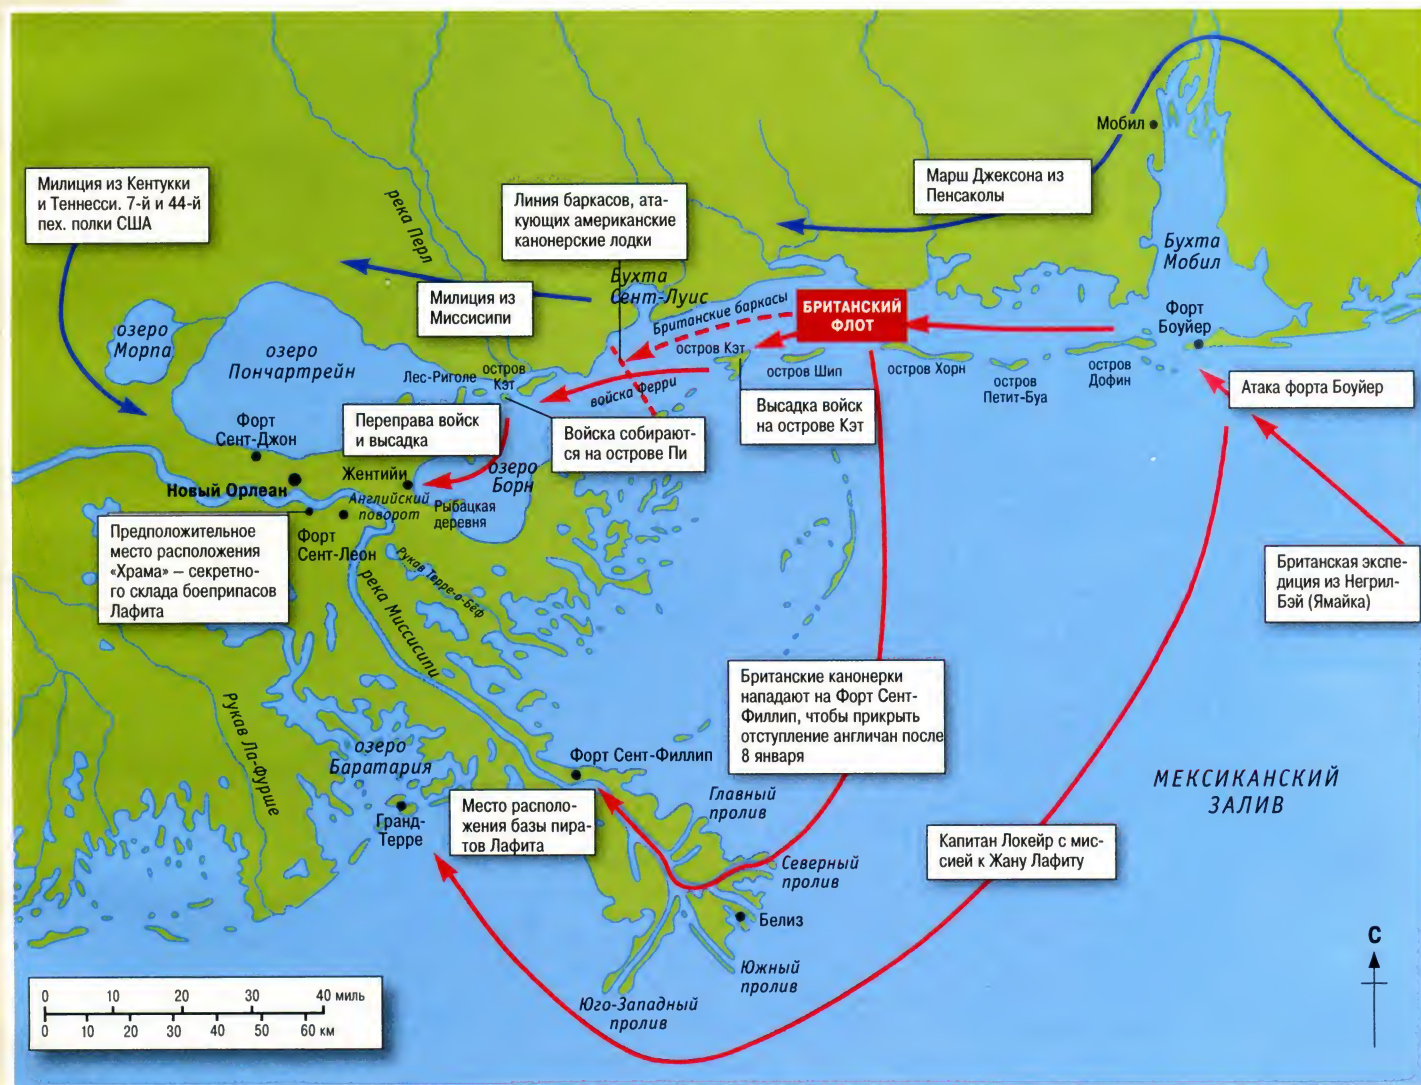 Мобил
Милиция из Кентукки
и Теннесси. 7-й и 44-й
пех. полки США
река Перл
Линия баркасов, ата-
кующих американские
канонерские лодки
Марш Джексона из
Пенсаколы
Бухта
Мобил
Бухта
Сент-Луис
Милиция из
Миссисипи
Британские баркасы
БРИТАНСКИЙ
ФЛОТ
Форт
Боуйер
озеро
Морпа
озеро
Пончартрейн
Лес-Риголе
остров
Кэт
войска Ферри
остров Кэт
остров Шип
остров Хорн
остров
Петит-Буа
остров
Дофин
Атака форта Боуйер
Форт
Сент-Джон
Переправа войск
и высадка
Войска собирают-
ся на острове Пи
Высадка войск
на острове Кэт
Новый Орлеан
Жентийи
Английский
поворот
озеро
Борн
Рыбацкая
деревня
Предположительное
место расположения
«Храма» – секретно-
го склада боеприпасов
Лафита
Форт
Сент-Леон
Рукав Терре-о-Бёф
река Миссисипи
Британская экспе-
диция из Негрил-
Бэй (Ямайка)
Рукав Ла-Фурше
Британские канонерки
нападают на Форт Сент-
Филлип, чтобы прикрыть
отступление англичан после
8 января
озеро
Баратария
Форт Сент-Филлип
Гранд-
Терре
Место располо-
жения базы пира-
тов Лафита
Главный
пролив
МЕКСИКАНСКИЙ
ЗАЛИВ
Капитан Локейр с мис-
сией к Жану Лафиту
Северный
пролив
Белиз
Южный
пролив
Юго-Западный
пролив
С
0 10 20 30 40 миль
0 10 20 30 40 50 60 км